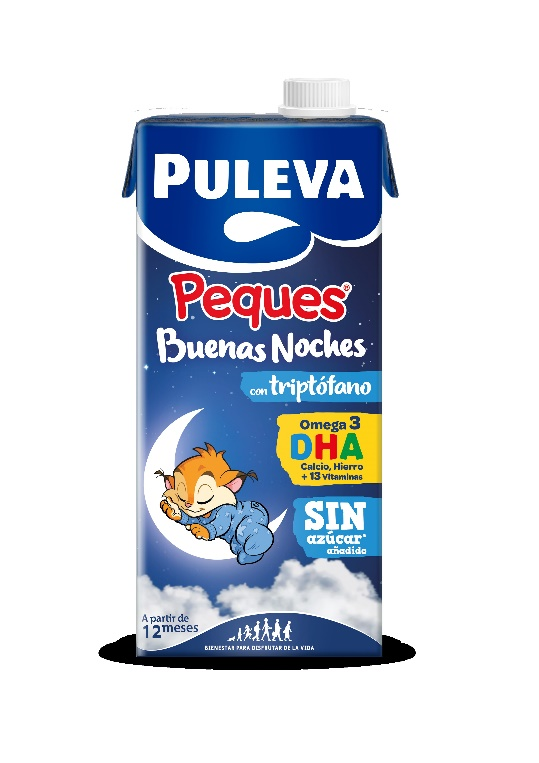 PULEVA
Peques®
Buenas Noches
con triptófano
Omega 3
DHA
Calcio, Hierro
+ 13 Vitaminas
SIN
azúcar*
añadido
A partir de
12 meses
BIENESTAR PARA DISFRUTAR DE LA VIDA